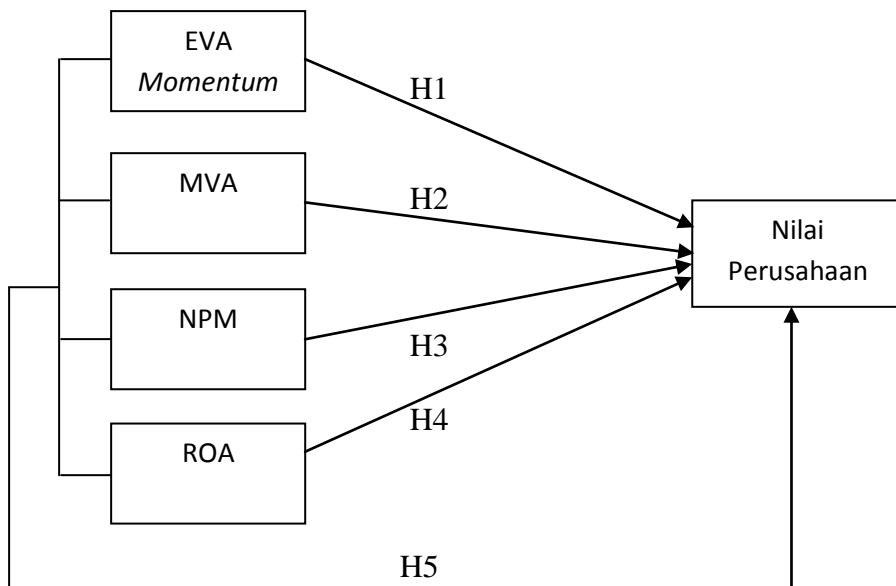 EVA
Momentum
H1
MVA
H2
Nilai
Perusahaan
NPM
H3
H4
ROA
H5